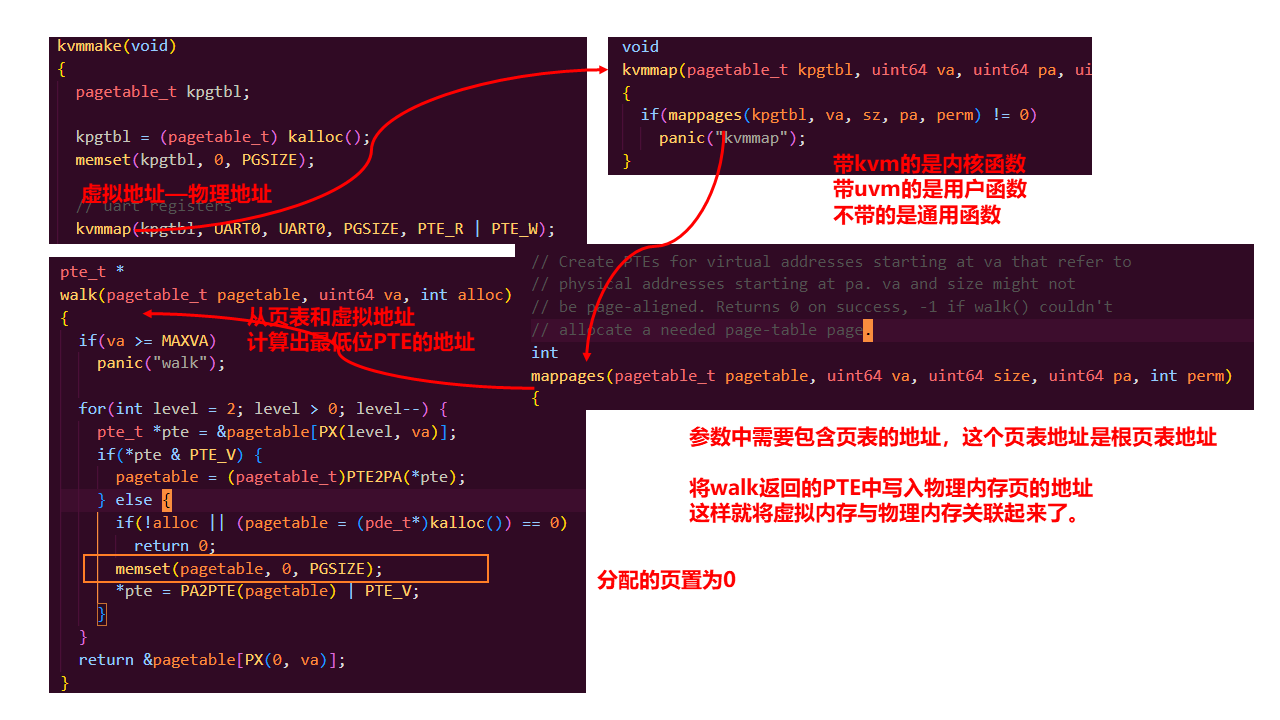 kvmmake(void)
{
pagetable_t kpgtbl;
kpgtbl = (pagetable_t) kalloc();
memset(kpgtbl, 0, PGSIZE);
虚拟地址—物理地址
// uart registers
kvmmap(kpgtbl, UART0, UART0, PGSIZE, PTE_R | PTE_W);
void
kvmmap(pagetable_t kpgtbl, uint64 va, uint64 pa, ui
{
if(mappages(kpgtbl, va, sz, pa, perm) != 0)
panic("kvmmap");
}
带kvm的是内核函数
带uvm的是用户函数
不带的是通用函数
pte_t *
walk(pagetable_t pagetable, uint64 va, int alloc)
{
从页表和虚拟地址
计算出最低位PTE的地址
if(va >= MAXVA)
panic("walk");
for(int level = 2; level > 0; level--) {
pte_t *pte = &pagetable[PX(level, va)];
if(*pte & PTE_V) {
pagetable = (pagetable_t)PTE2PA(*pte);
} else {
if(!alloc || (pagetable = (pde_t*)kalloc()) == 0)
return 0;
memset(pagetable, 0, PGSIZE);
*pte = PA2PTE(pagetable) | PTE_V;
}
}
return &pagetable[PX(0, va)];
}
// Create PTEs for virtual addresses starting at va that refer to
// physical addresses starting at pa. va and size might not
// be page-aligned. Returns 0 on success, -1 if walk() couldn't
// allocate a needed page-table page.
int
mappages(pagetable_t pagetable, uint64 va, uint64 size, uint64 pa, int perm)
{
参数中需要包含页表的地址，这个页表地址是根页表地址
将walk返回的PTE中写入物理内存页的地址
这样就将虚拟内存与物理内存关联起来了。
分配的页置为0